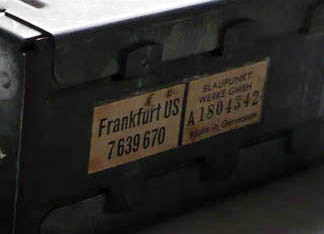 Frankfurt US
7 639 670
BLAUPUNKT
WERKE GMBH
A 1804342
Made in Germany